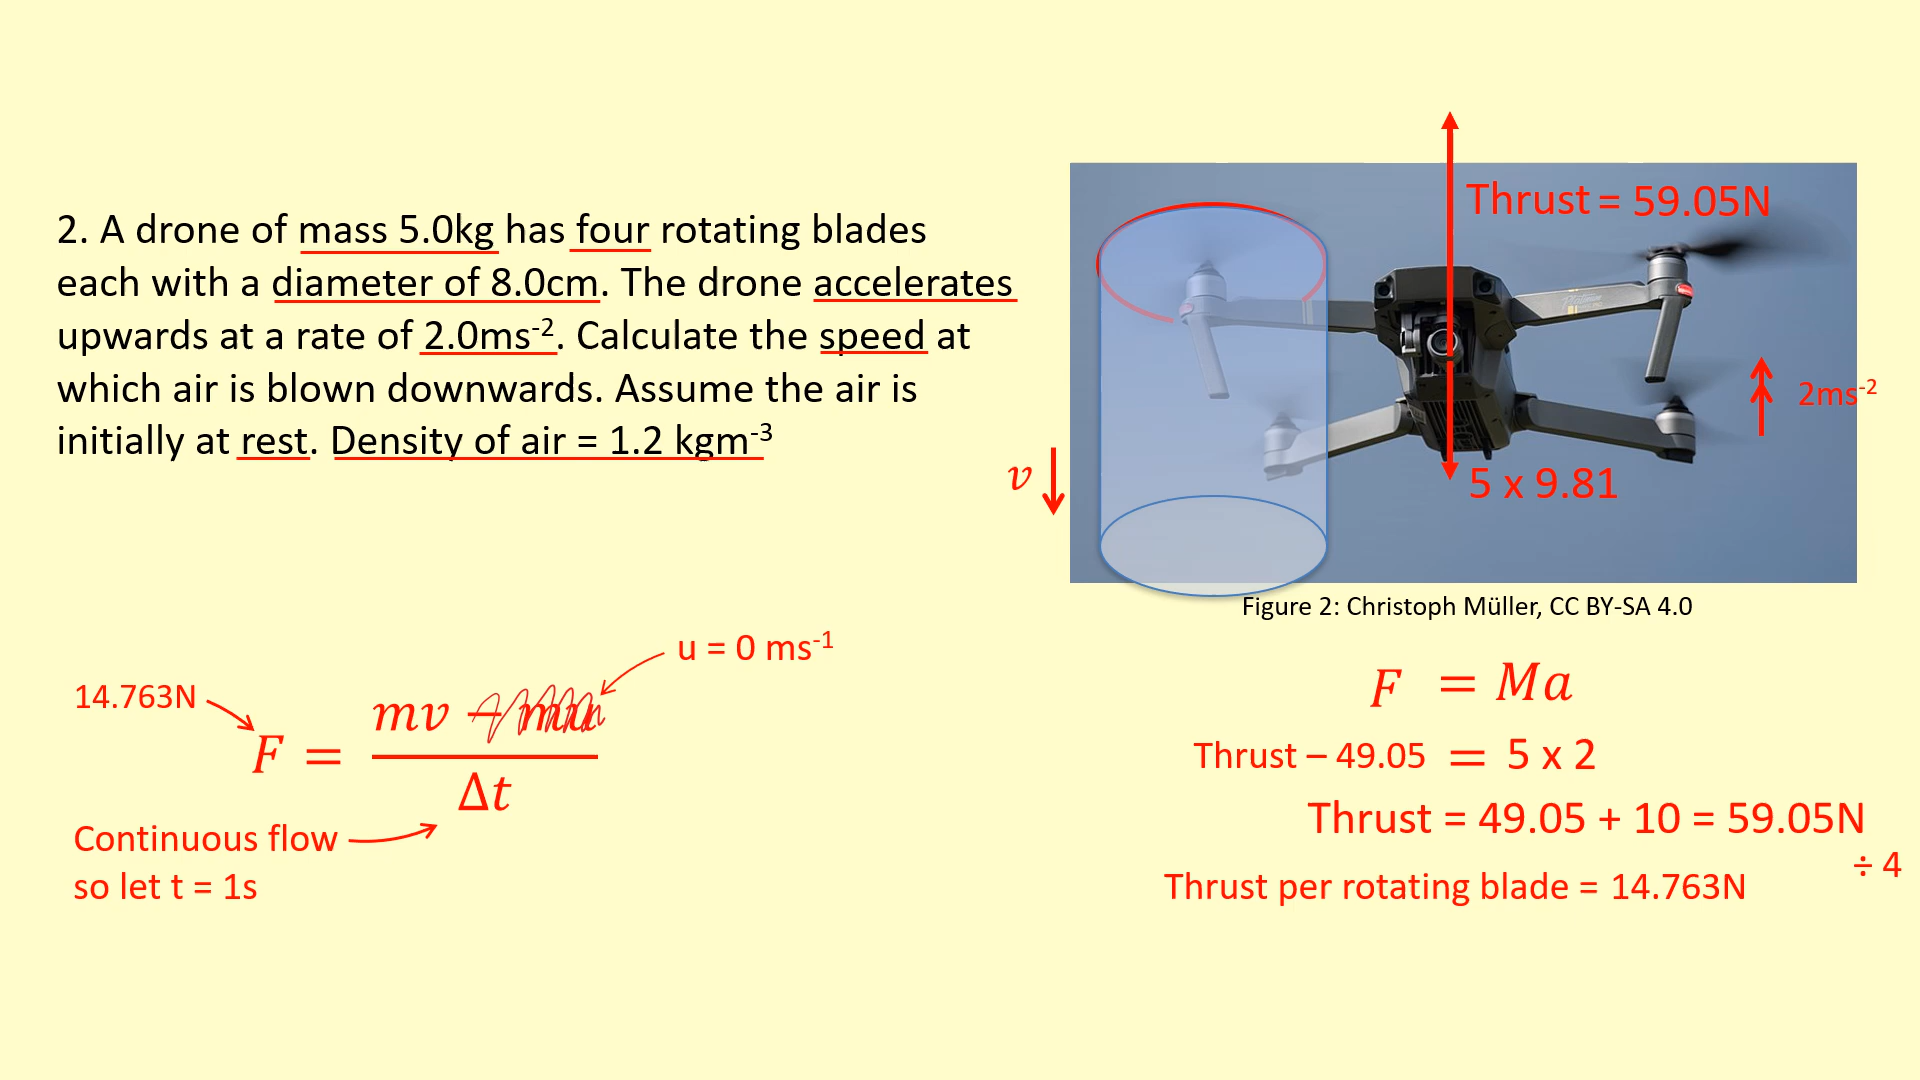 2. A drone of mass 5.0kg has four rotating blades
each with a diameter of 8.0cm. The drone accelerates
upwards at a rate of 2.0ms⁻². Calculate the speed at
which air is blown downwards. Assume the air is
initially at rest. Density of air = 1.2 kgm⁻³
Thrust = 59.05N
2ms⁻²
v
5 x 9.81
Figure 2: Christoph Müller, CC BY-SA 4.0
u = 0 ms⁻¹
14.763N
F = mv − mu
Δt
Continuous flow
so let t = 1s
F = Ma
Thrust – 49.05 = 5 x 2
Thrust = 49.05 + 10 = 59.05N
÷ 4
Thrust per rotating blade = 14.763N